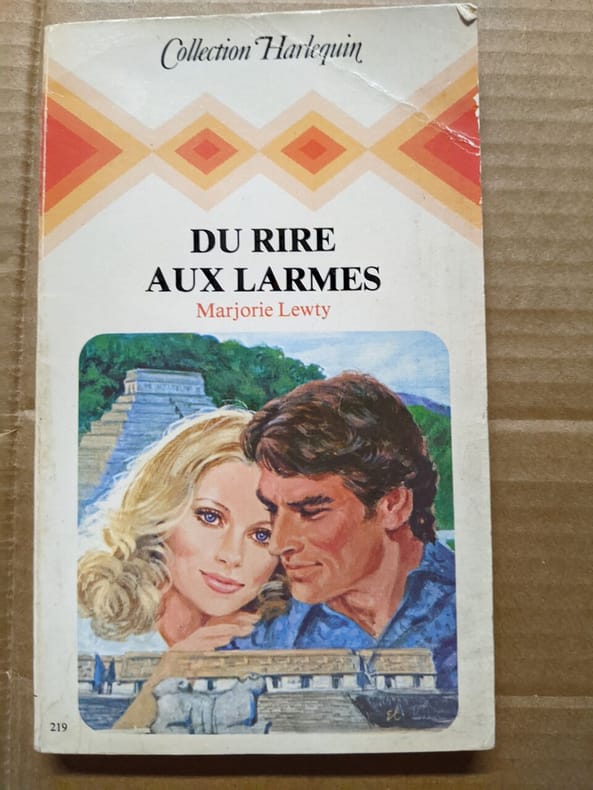 Collection Harlequin
DU RIRE
AUX LARMES
Marjorie Lewty
219